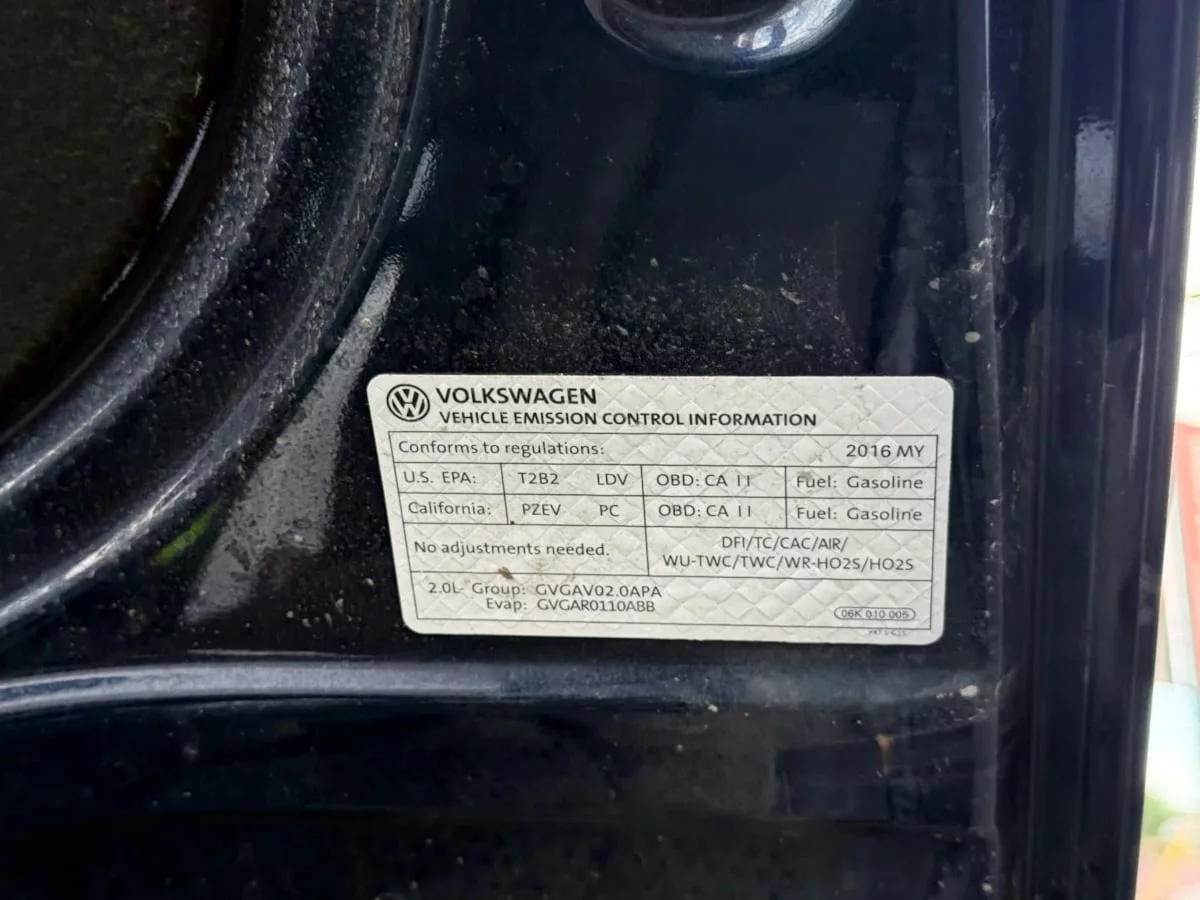 VOLKSWAGEN
VEHICLE EMISSION CONTROL INFORMATION
Conforms to regulations: 2016 MY
U.S. EPA: T2B2 LDV OBD: CA II Fuel: Gasoline
California: PZEV PC OBD: CA II Fuel: Gasoline
No adjustments needed. DFI/TC/CAC/AIR/
WU-TWC/TWC/WR-HO2S/HO2S
2.0L- Group: GVGAV02.0APA
Evap: GVGAR0110ABB
06K 010 005